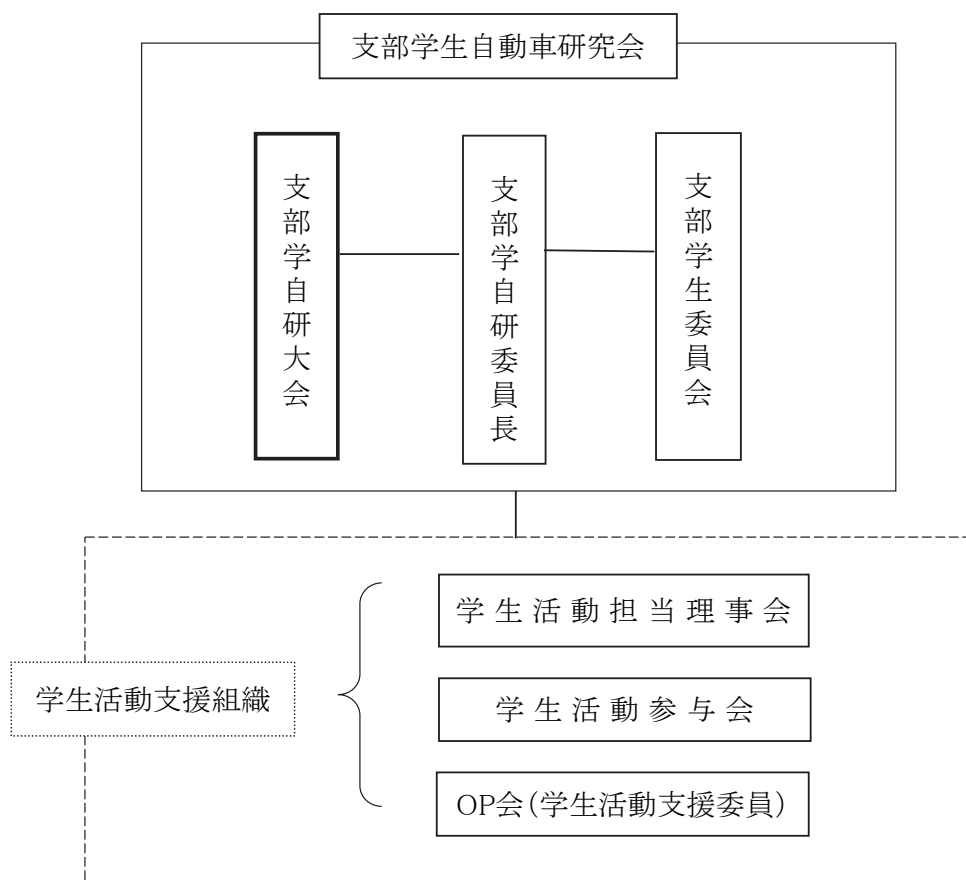 支部学生自動車研究会
支部学自研大会
支部学自研委員長
支部学生委員会
学生活動担当理事会
学生活動支援組織
学生活動参与会
OP会(学生活動支援委員)